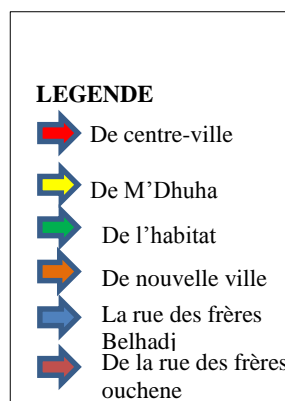 LEGENDE
De centre-ville
De M’Dhuha
De l’habitat
De nouvelle ville
La rue des frères
Belhadj
De la rue des frères
ouchene